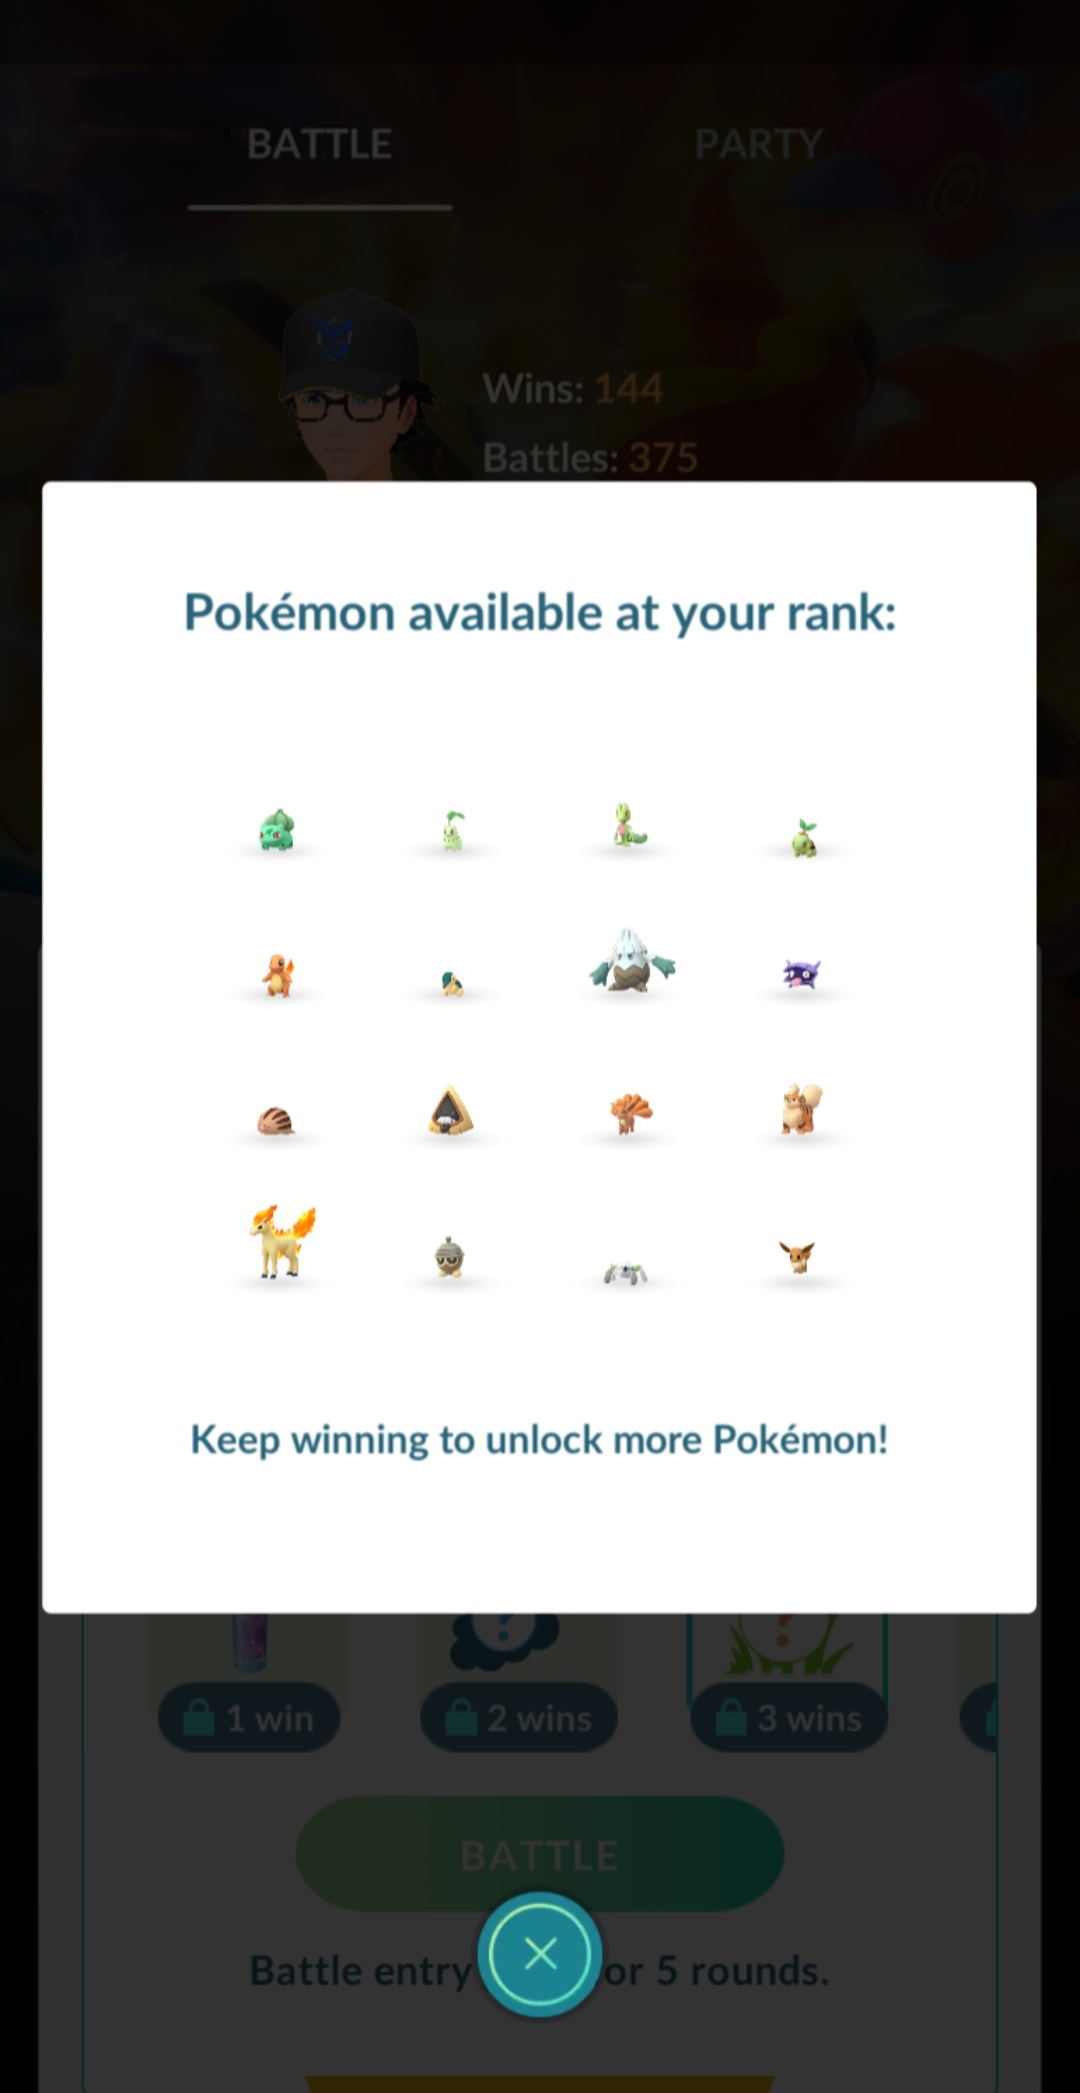 BATTLE
PARTY
Wins: 144
Battles: 375
Pokémon available at your rank:
Keep winning to unlock more Pokémon!
1 win
2 wins
3 wins
BATTLE
Battle entry
or 5 rounds.